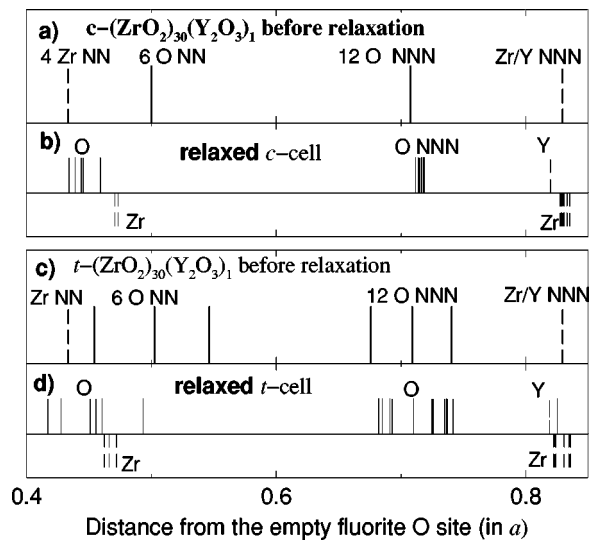 a) c–(ZrO₂)₃₀(Y₂O₃)₁ before relaxation
4 Zr NN 6 O NN 12 O NNN Zr/Y NNN
b) O relaxed c-cell O NNN Y
Zr Zr
c) t–(ZrO₂)₃₀(Y₂O₃)₁ before relaxation
Zr NN 6 O NN 12 O NNN Zr/Y NNN
d) O relaxed t-cell O Y
Zr Zr
0.4 0.6 0.8
Distance from the empty fluorite O site (in a)